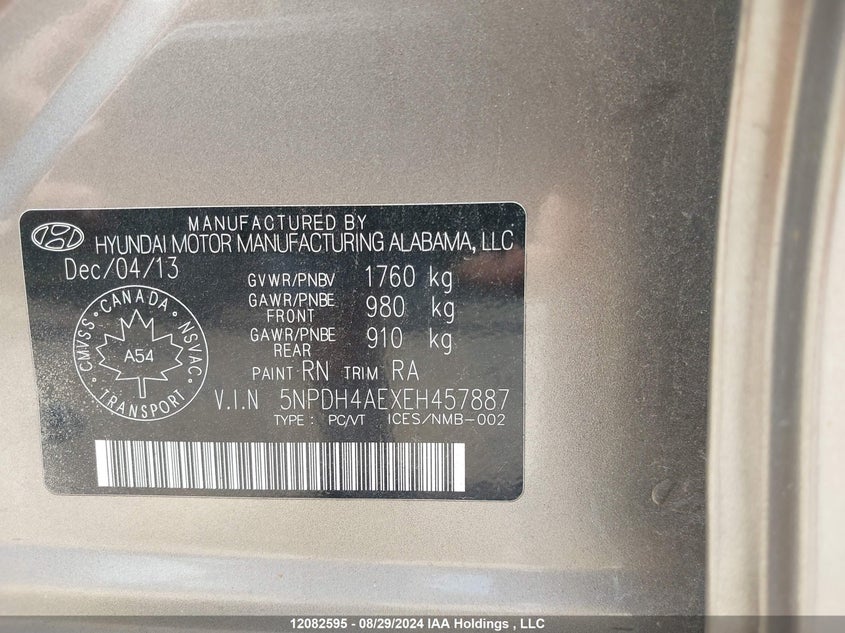 MANUFACTURED BY
HYUNDAI MOTOR MANUFACTURING ALABAMA, LLC
Dec/04/13
GVWR/PNBV 1760 kg
GAWR/PNBE FRONT 980 kg
GAWR/PNBE REAR 910 kg
CANADA
CMVSS
NSVAC
A54
TRANSPORT
PAINT RN TRIM RA
V.I.N 5NPDH4AEXEH457887
TYPE : PC/VT ICES/NMB-002
12082595 - 08/29/2024 IAA Holdings , LLC